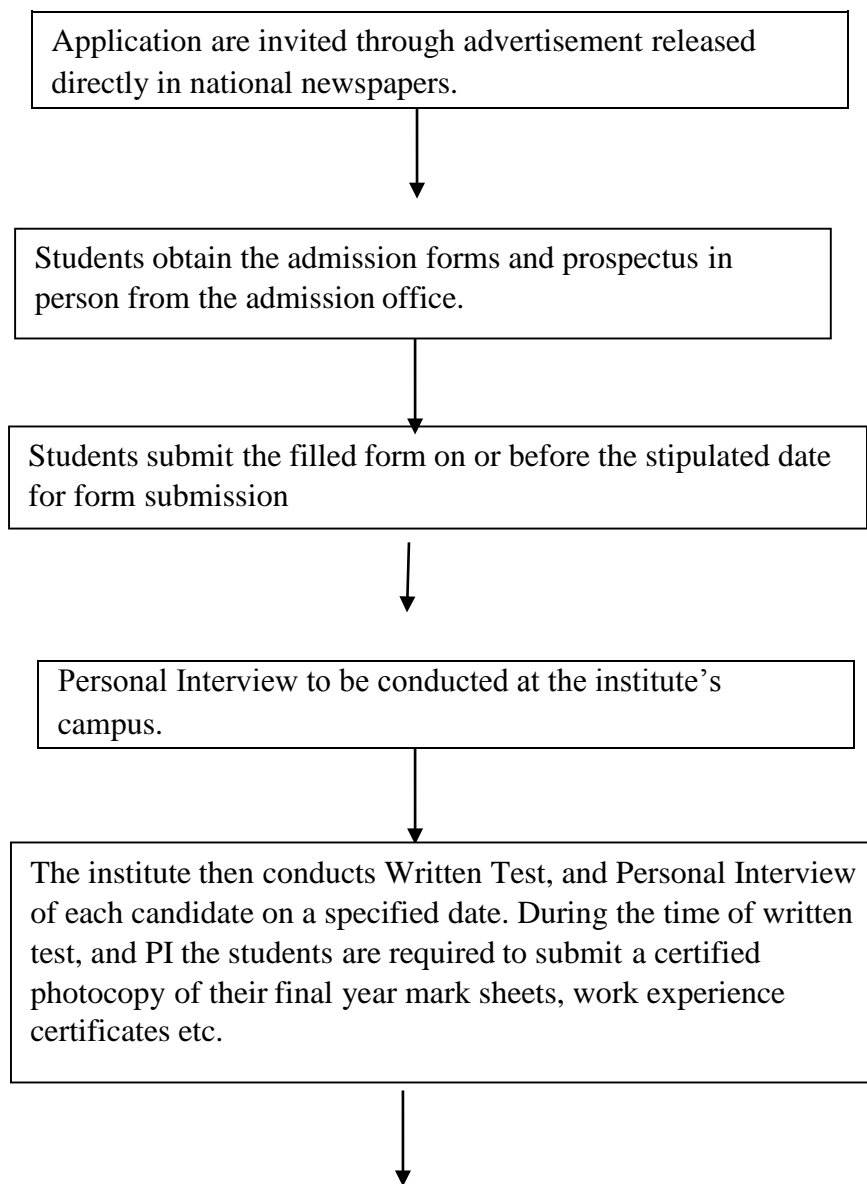 Application are invited through advertisement released
directly in national newspapers.
Students obtain the admission forms and prospectus in
person from the admission office.
Students submit the filled form on or before the stipulated date
for form submission
Personal Interview to be conducted at the institute’s
campus.
The institute then conducts Written Test, and Personal Interview
of each candidate on a specified date. During the time of written
test, and PI the students are required to submit a certified
photocopy of their final year mark sheets, work experience
certificates etc.